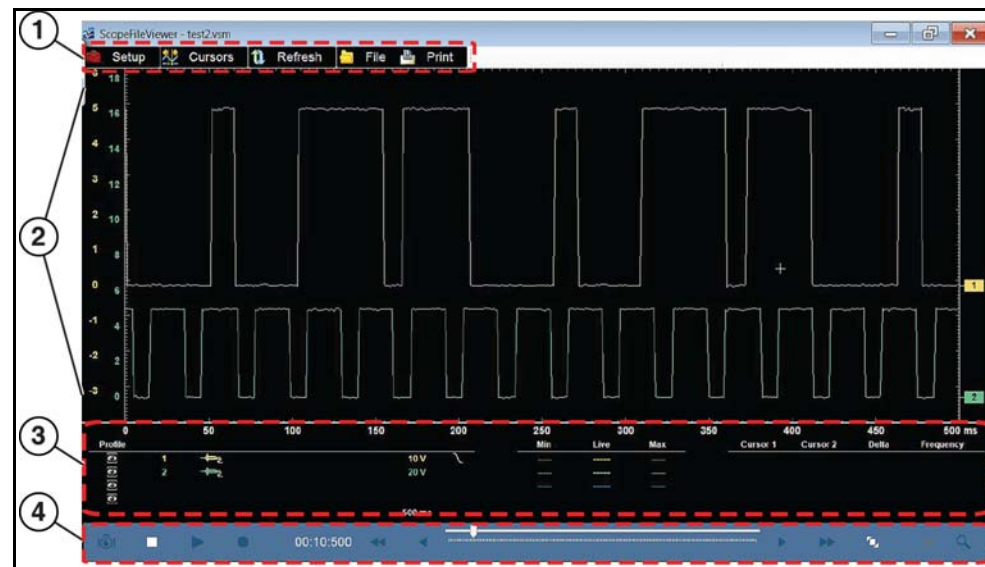 1
ScopeFileViewer - test2.vsm
Setup Cursors Refresh File Print
18
5 16
4 14
3 12
2
2 10
1 8
0 6
-1 4
-2 2
-3 0
1
2
0 50 100 150 200 250 300 350 400 450 500 ms
3
Profile Min Live Max Cursor 1 Cursor 2 Delta Frequency
1 10 V
2 20 V
500 ms
4
00:10:500